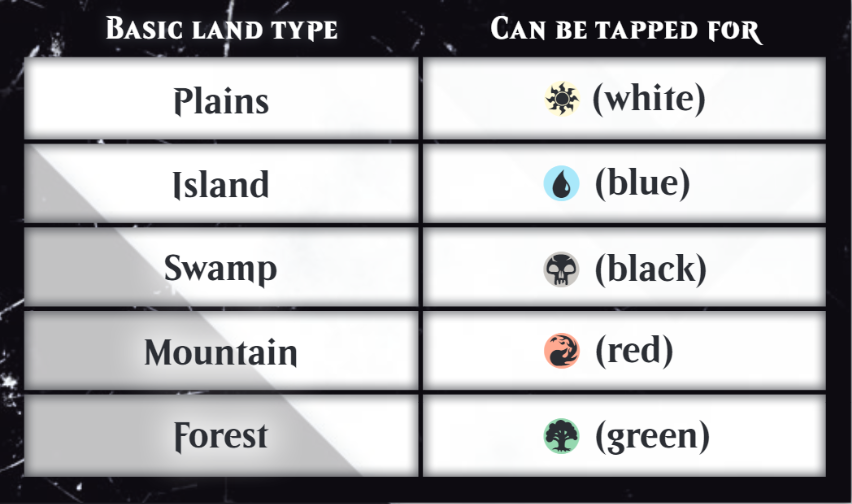 Basic land type Can be tapped for
Plains (white)
Island (blue)
Swamp (black)
Mountain (red)
Forest (green)